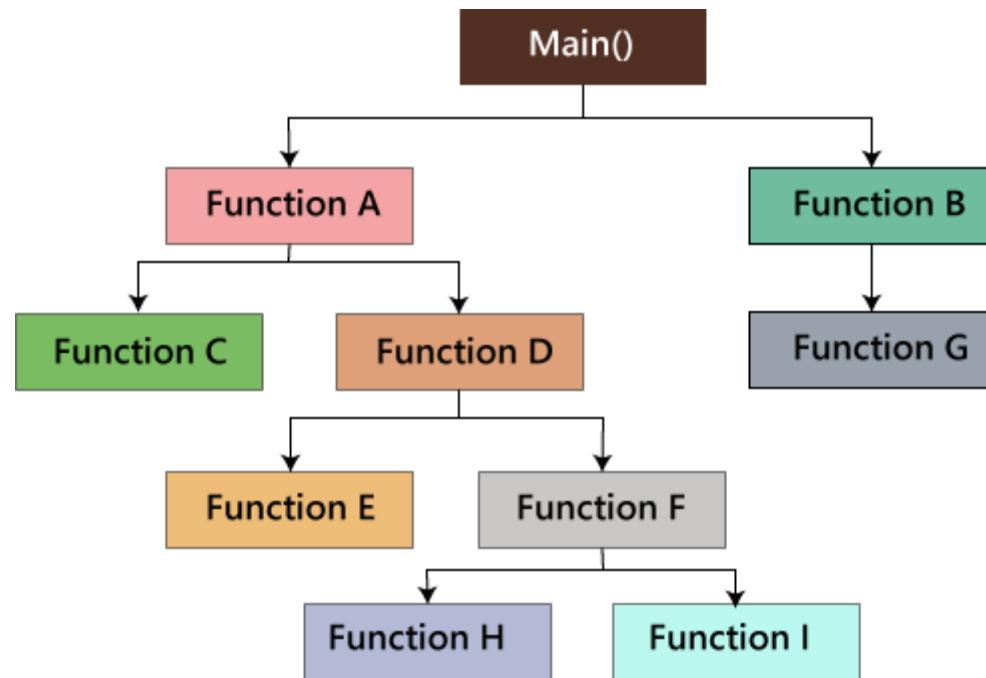 Main()
Function A
Function B
Function C
Function D
Function G
Function E
Function F
Function H
Function I